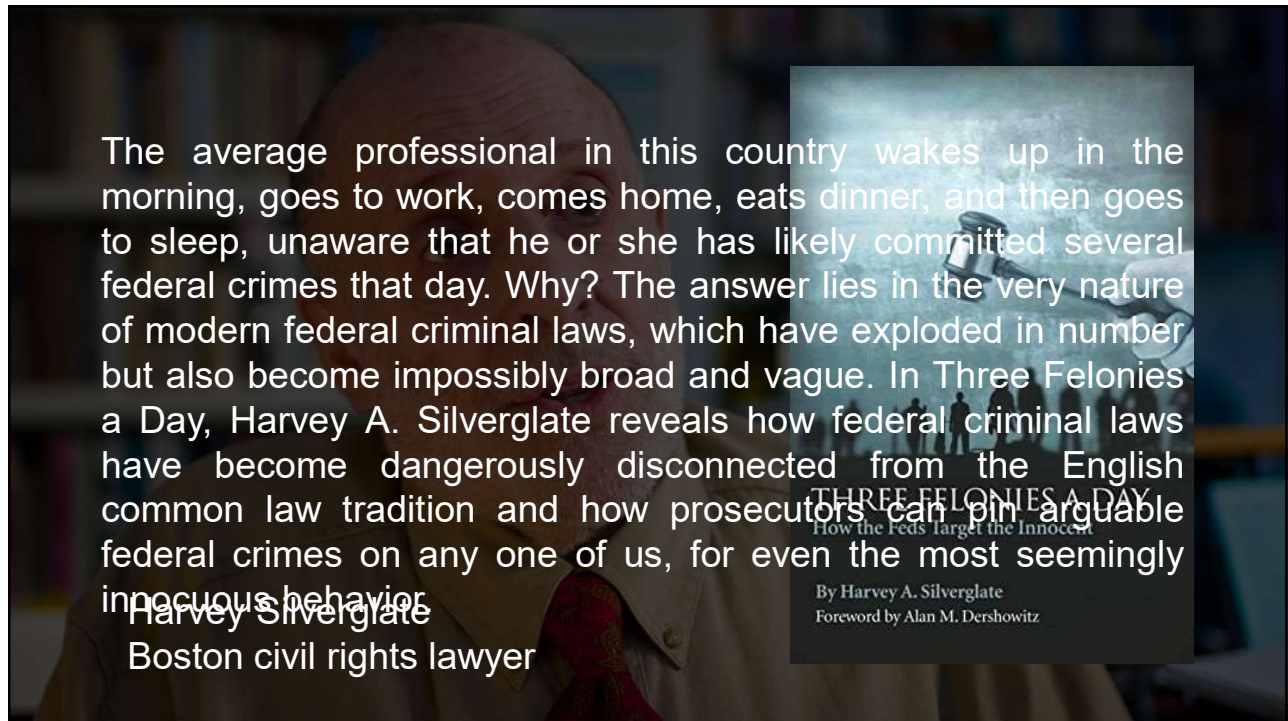 The average professional in this country wakes up in the
morning, goes to work, comes home, eats dinner, and then goes
to sleep, unaware that he or she has likely committed several
federal crimes that day. Why? The answer lies in the very nature
of modern federal criminal laws, which have exploded in number
but also become impossibly broad and vague. In Three Felonies
a Day, Harvey A. Silverglate reveals how federal criminal laws
have become dangerously disconnected from the English
common law tradition and how prosecutors can pin arguable
federal crimes on any one of us, for even the most seemingly
innocuous behavior.
Harvey Silverglate
Boston civil rights lawyer
THREE FELONIES A DAY
How the Feds Target the Innocent
By Harvey A. Silverglate
Foreword by Alan M. Dershowitz